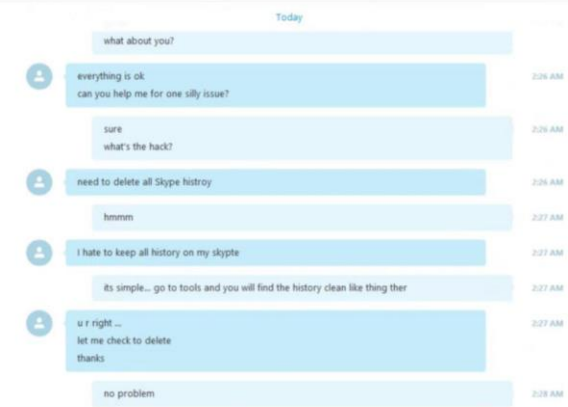 Today
what about you?
everything is ok
2:26 AM
can you help me for one silly issue?
sure
2:26 AM
what's the hack?
need to delete all Skype histroy
2:26 AM
hmmm
2:27 AM
I hate to keep all history on my skypte
2:27 AM
its simple... go to tools and you will find the history clean like thing ther
2:27 AM
u r right ...
2:27 AM
let me check to delete
thanks
no problem
2:28 AM